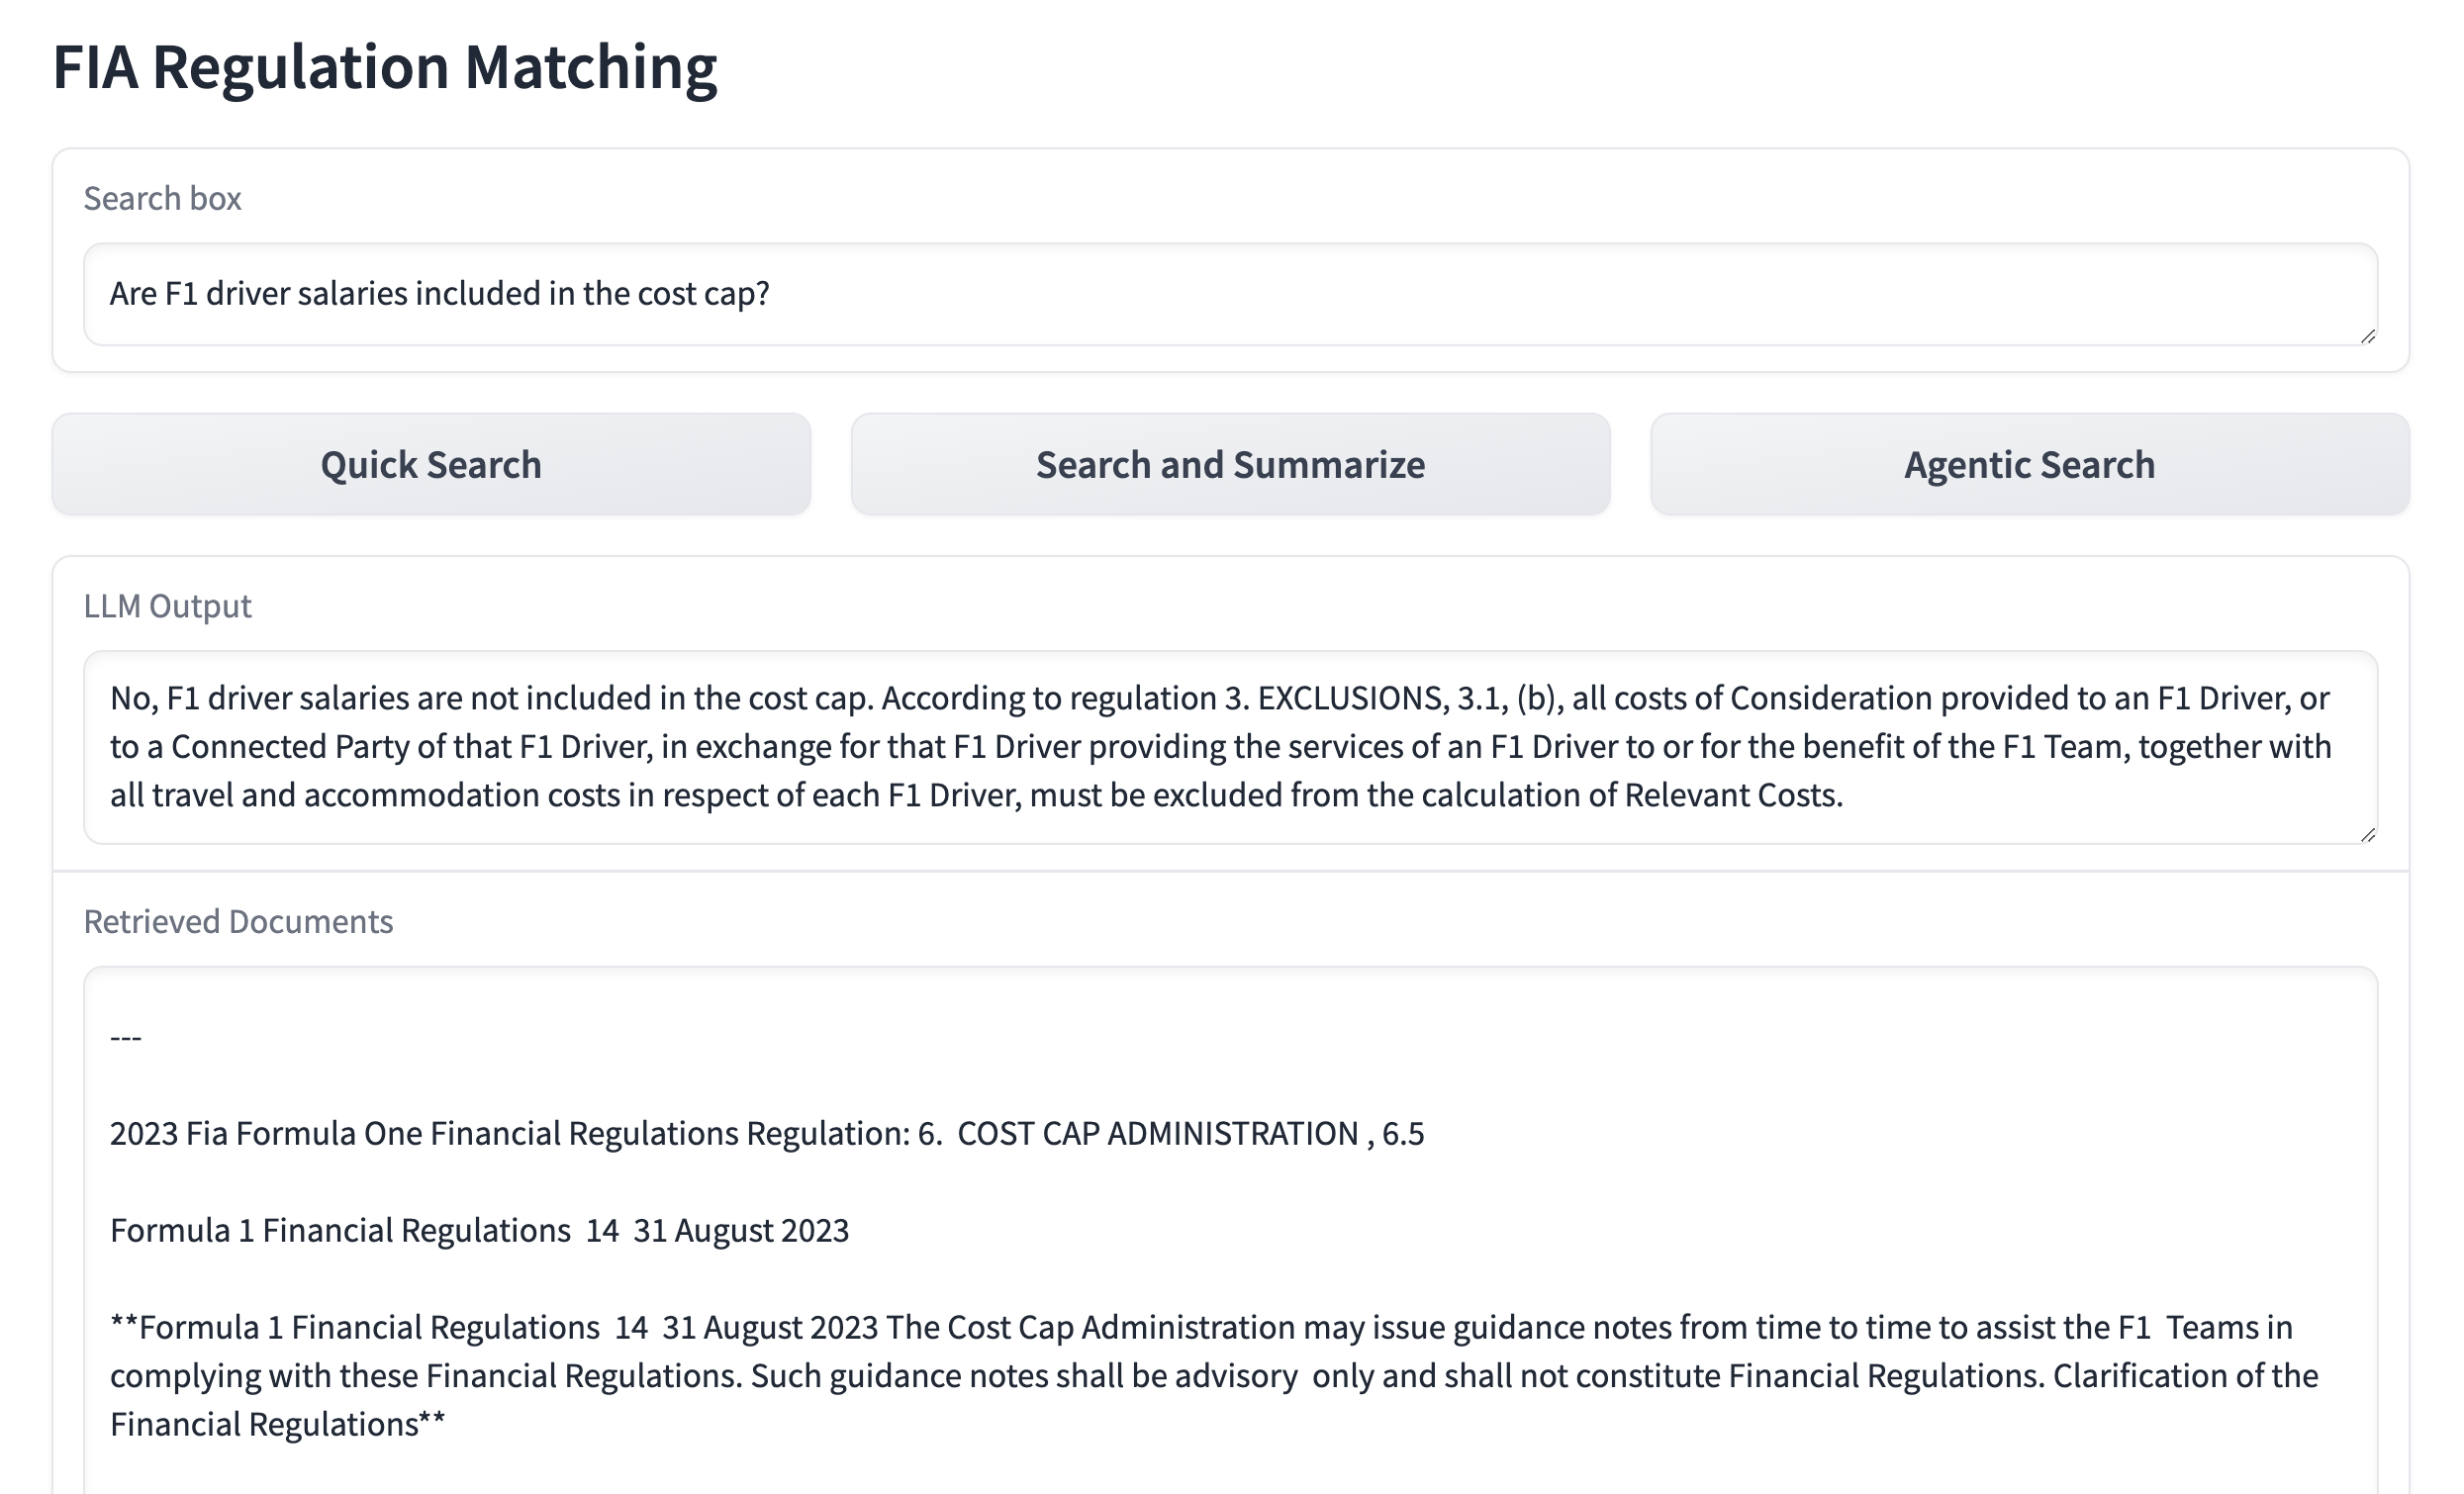 FIA Regulation Matching
Search box
Are F1 driver salaries included in the cost cap?
Quick Search
Search and Summarize
Agentic Search
LLM Output
No, F1 driver salaries are not included in the cost cap. According to regulation 3. EXCLUSIONS, 3.1, (b), all costs of Consideration provided to an F1 Driver, or
to a Connected Party of that F1 Driver, in exchange for that F1 Driver providing the services of an F1 Driver to or for the benefit of the F1 Team, together with
all travel and accommodation costs in respect of each F1 Driver, must be excluded from the calculation of Relevant Costs.
Retrieved Documents
---
2023 Fia Formula One Financial Regulations Regulation: 6.  COST CAP ADMINISTRATION , 6.5
Formula 1 Financial Regulations  14  31 August 2023
**Formula 1 Financial Regulations  14  31 August 2023 The Cost Cap Administration may issue guidance notes from time to time to assist the F1  Teams in
complying with these Financial Regulations. Such guidance notes shall be advisory  only and shall not constitute Financial Regulations. Clarification of the
Financial Regulations**